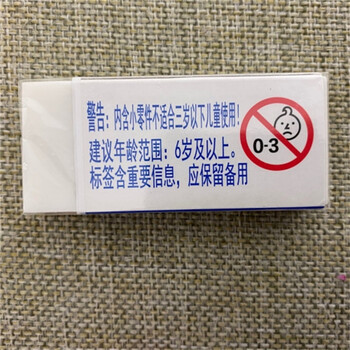 警告：内含小零件不适合三岁以下儿童使用！
建议年龄范围：6岁及以上。
标签含重要信息，应保留备用
0-3